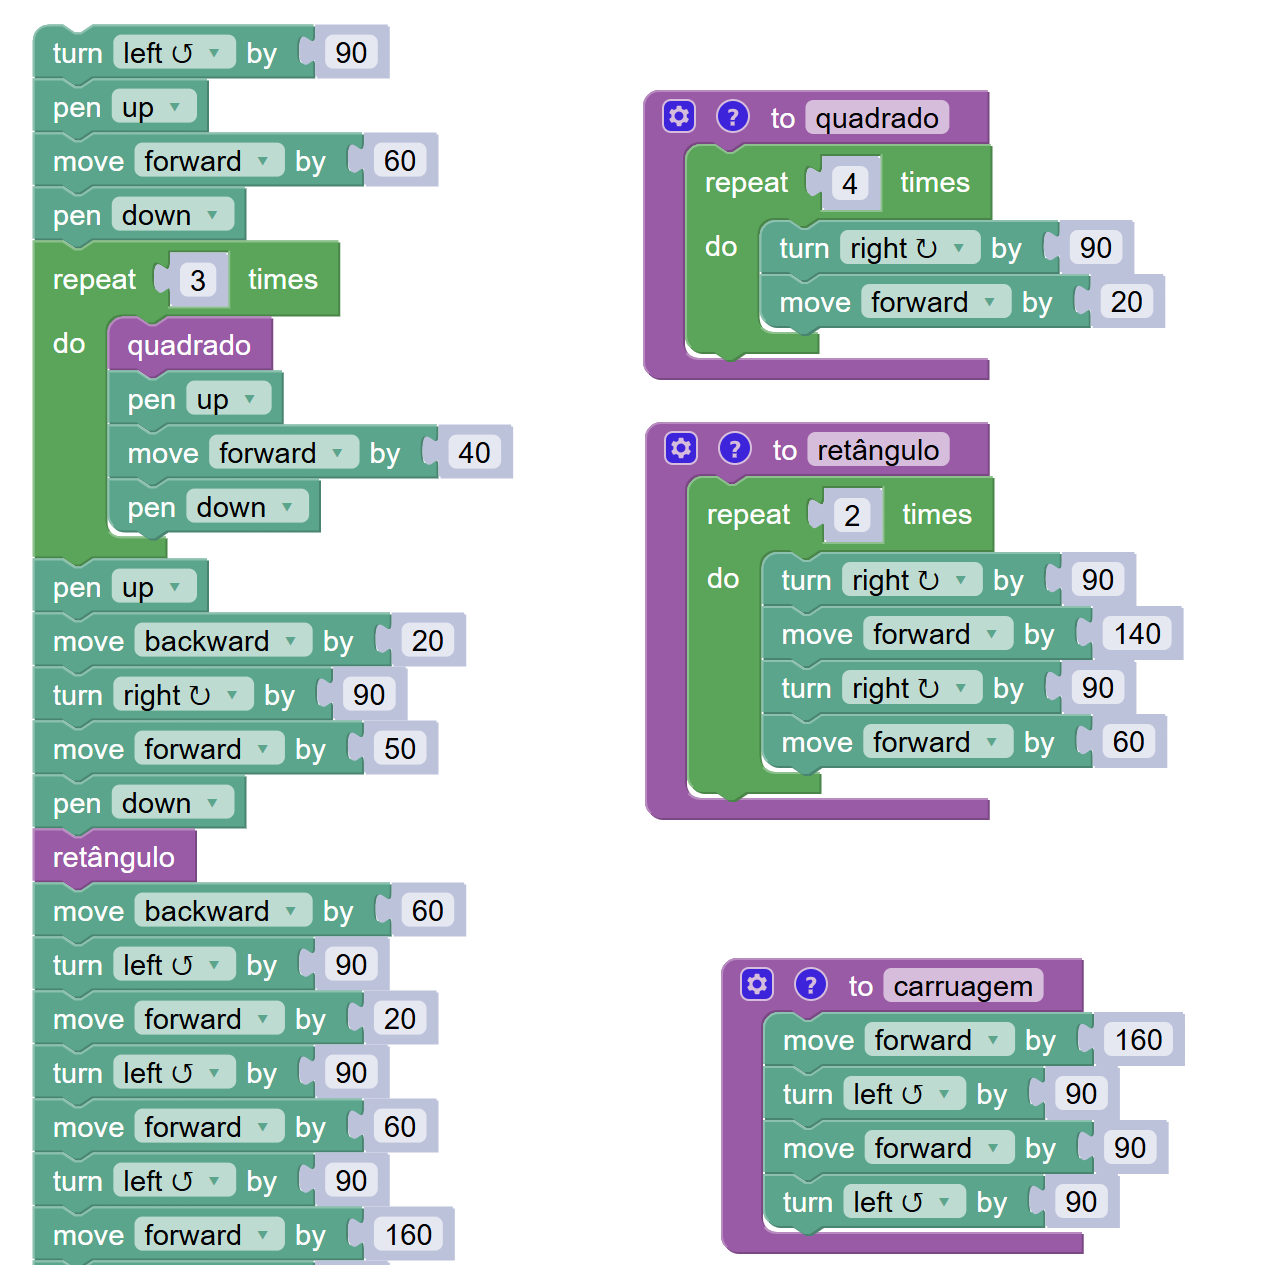 turn left ↺ ▾ by 90
pen up ▾
move forward ▾ by 60
pen down ▾
repeat 3 times
do quadrado
pen up ▾
move forward ▾ by 40
pen down ▾
pen up ▾
move backward ▾ by 20
turn right ↻ ▾ by 90
move forward ▾ by 50
pen down ▾
retângulo
move backward ▾ by 60
turn left ↺ ▾ by 90
move forward ▾ by 20
turn left ↺ ▾ by 90
move forward ▾ by 60
turn left ↺ ▾ by 90
move forward ▾ by 160
? to quadrado
repeat 4 times
do turn right ↻ ▾ by 90
move forward ▾ by 20
? to retângulo
repeat 2 times
do turn right ↻ ▾ by 90
move forward ▾ by 140
turn right ↻ ▾ by 90
move forward ▾ by 60
? to carruagem
move forward ▾ by 160
turn left ↺ ▾ by 90
move forward ▾ by 90
turn left ↺ ▾ by 90